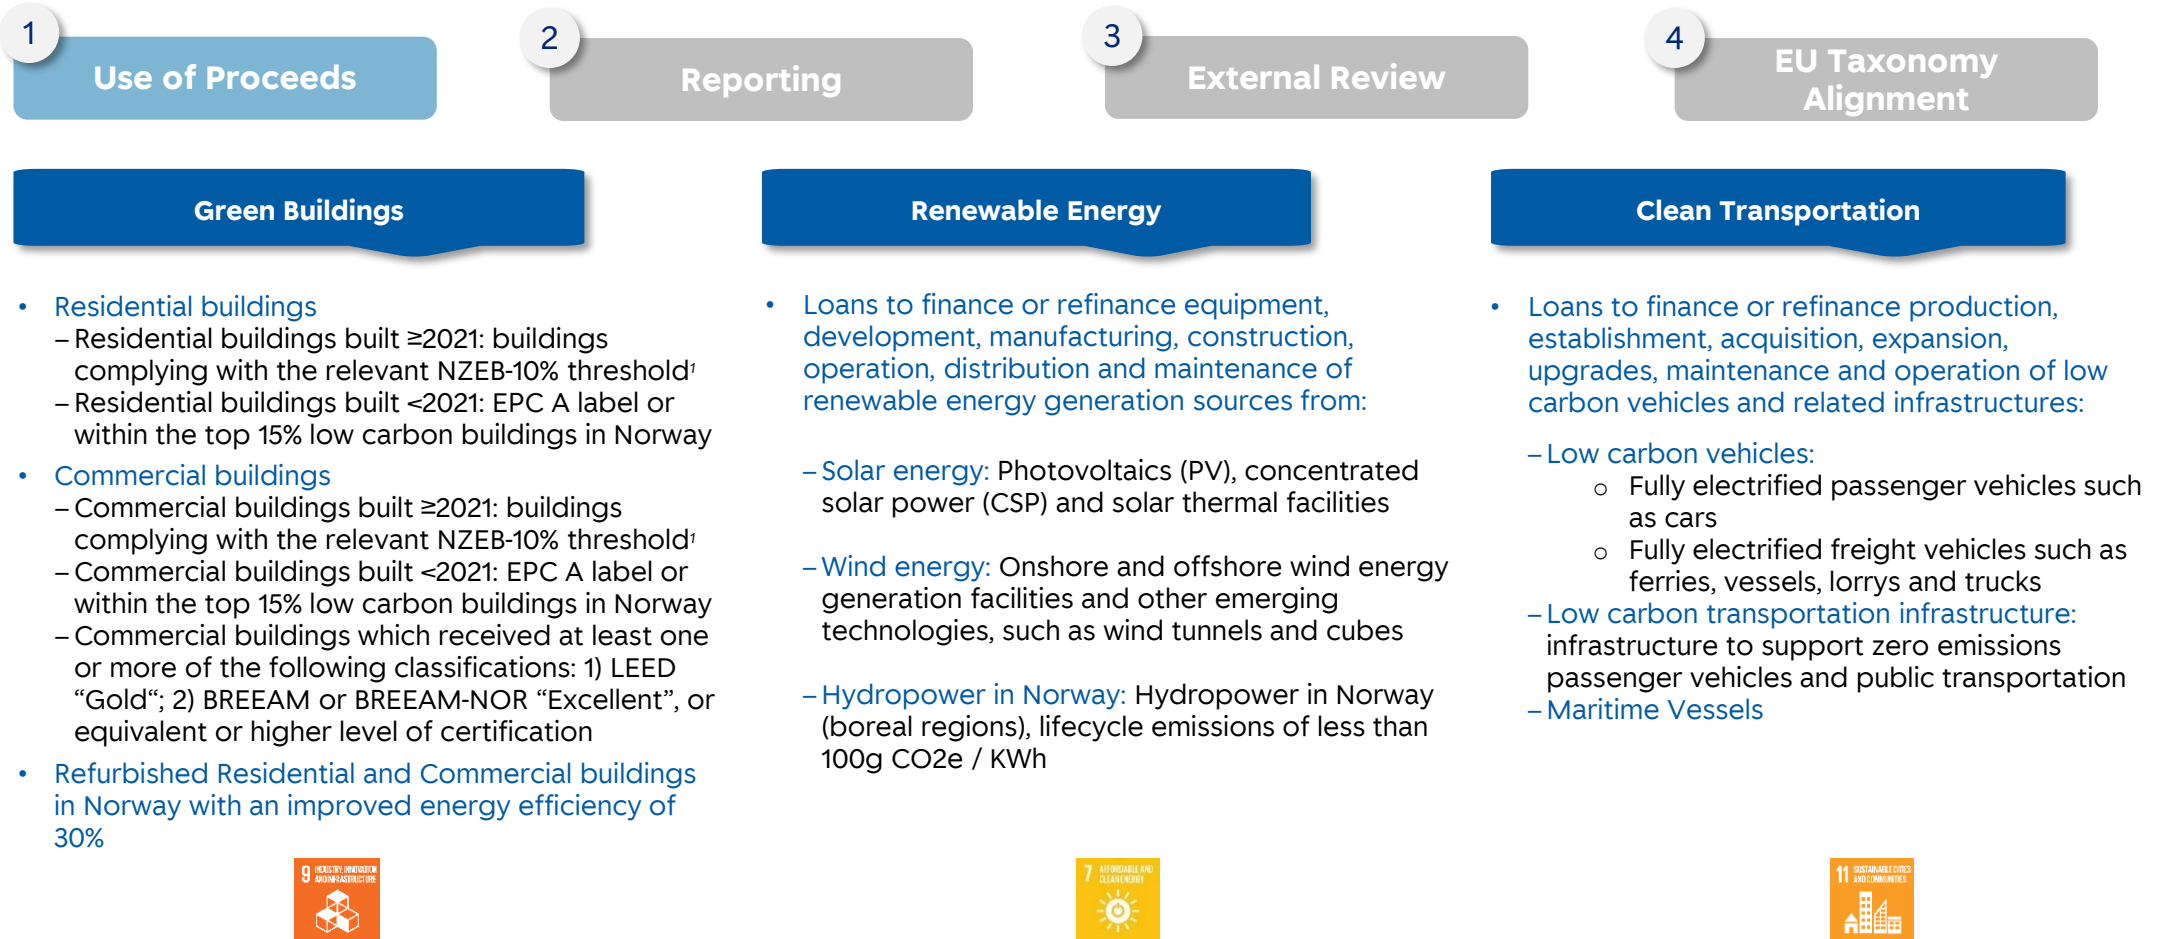 1
Use of Proceeds
2
Reporting
3
External Review
4
EU Taxonomy
Alignment
Green Buildings
• Residential buildings
– Residential buildings built ≥2021: buildings
complying with the relevant NZEB-10% threshold¹
– Residential buildings built <2021: EPC A label or
within the top 15% low carbon buildings in Norway
• Commercial buildings
– Commercial buildings built ≥2021: buildings
complying with the relevant NZEB-10% threshold¹
– Commercial buildings built <2021: EPC A label or
within the top 15% low carbon buildings in Norway
– Commercial buildings which received at least one
or more of the following classifications: 1) LEED
“Gold“; 2) BREEAM or BREEAM-NOR “Excellent”, or
equivalent or higher level of certification
• Refurbished Residential and Commercial buildings
in Norway with an improved energy efficiency of
30%
9 INDUSTRY, INNOVATION
AND INFRASTRUCTURE
Renewable Energy
• Loans to finance or refinance equipment,
development, manufacturing, construction,
operation, distribution and maintenance of
renewable energy generation sources from:
– Solar energy: Photovoltaics (PV), concentrated
solar power (CSP) and solar thermal facilities
– Wind energy: Onshore and offshore wind energy
generation facilities and other emerging
technologies, such as wind tunnels and cubes
– Hydropower in Norway: Hydropower in Norway
(boreal regions), lifecycle emissions of less than
100g CO2e / KWh
7 AFFORDABLE AND
CLEAN ENERGY
Clean Transportation
• Loans to finance or refinance production,
establishment, acquisition, expansion,
upgrades, maintenance and operation of low
carbon vehicles and related infrastructures:
– Low carbon vehicles:
o Fully electrified passenger vehicles such
as cars
o Fully electrified freight vehicles such as
ferries, vessels, lorrys and trucks
– Low carbon transportation infrastructure:
infrastructure to support zero emissions
passenger vehicles and public transportation
– Maritime Vessels
11 SUSTAINABLE CITIES
AND COMMUNITIES